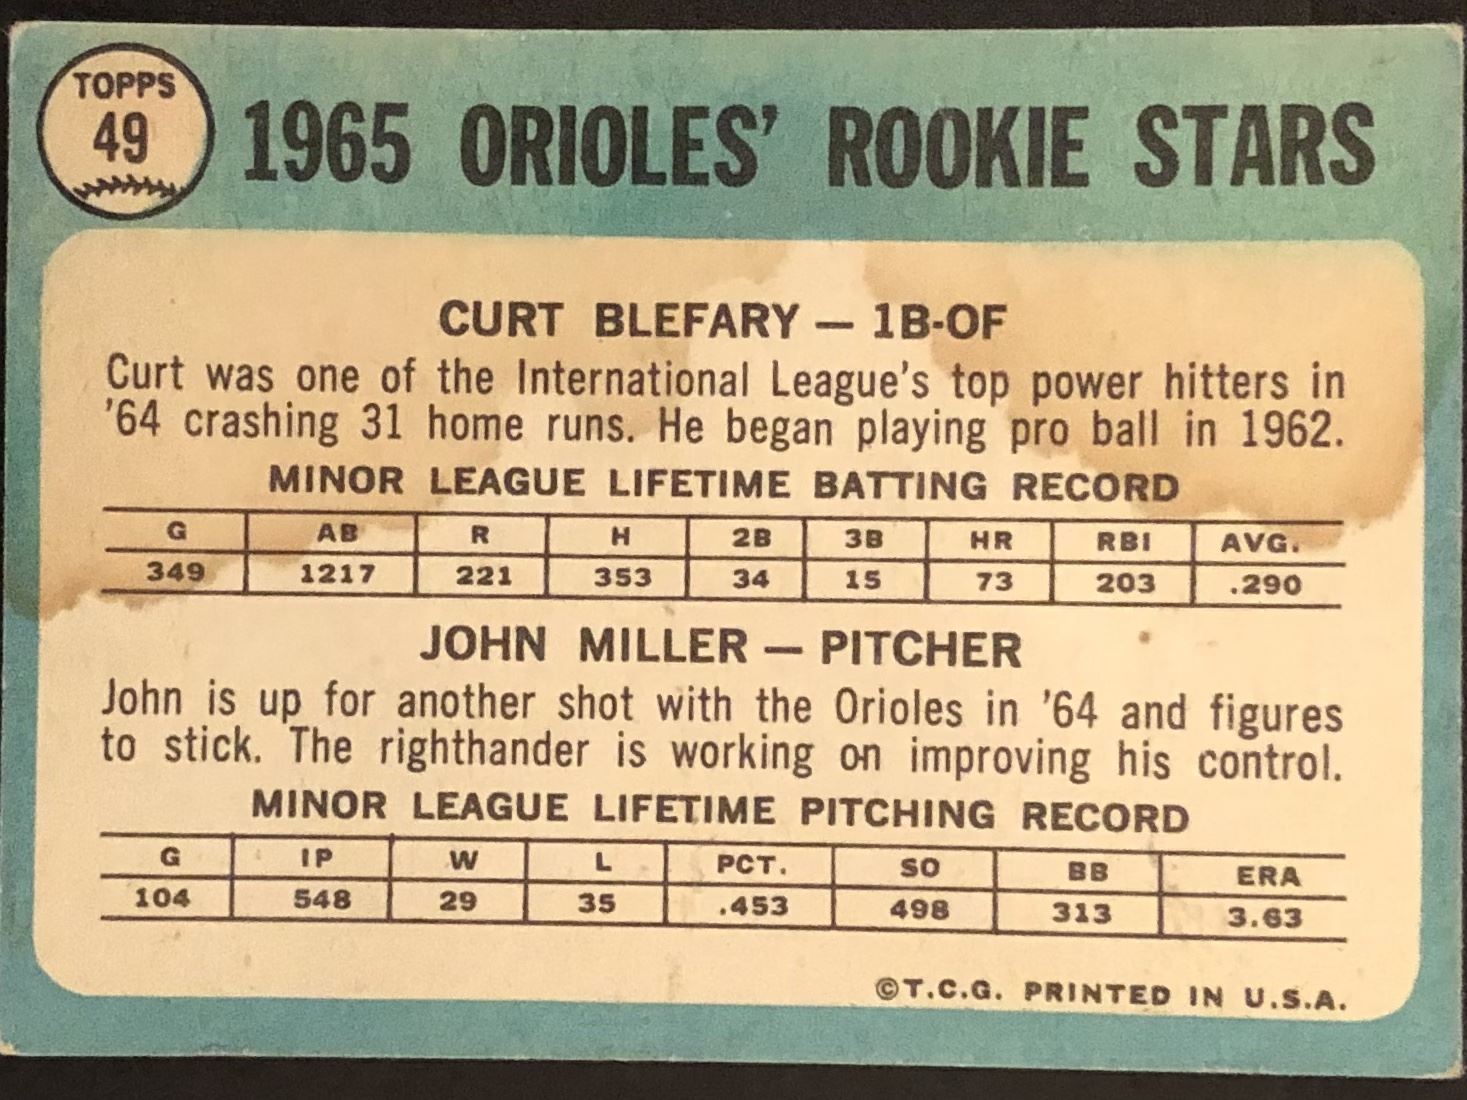 TOPPS
49
1965 ORIOLES' ROOKIE STARS
CURT BLEFARY — 1B-OF
Curt was one of the International League's top power hitters in
'64 crashing 31 home runs. He began playing pro ball in 1962.
MINOR LEAGUE LIFETIME BATTING RECORD
G AB R H 2B 3B HR RBI AVG.
349 1217 221 353 34 15 73 203 .290
JOHN MILLER — PITCHER
John is up for another shot with the Orioles in '64 and figures
to stick. The righthander is working on improving his control.
MINOR LEAGUE LIFETIME PITCHING RECORD
G IP W L PCT. SO BB ERA
104 548 29 35 .453 498 313 3.63
©T.C.G. PRINTED IN U.S.A.